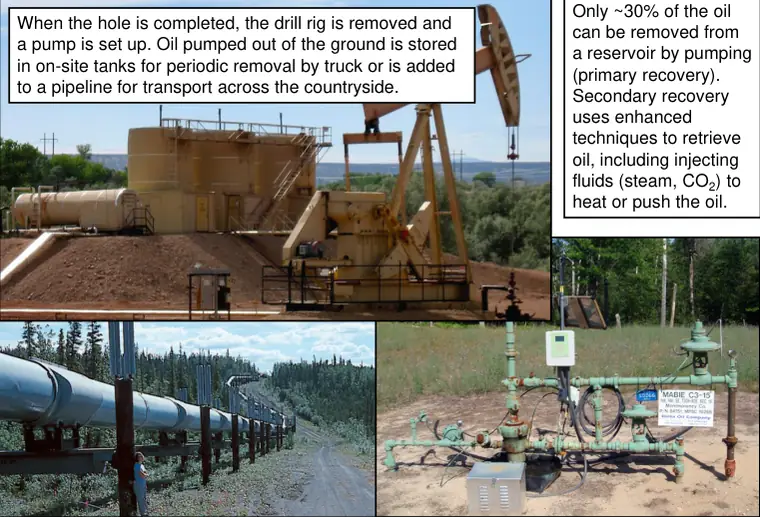 When the hole is completed, the drill rig is removed and
a pump is set up. Oil pumped out of the ground is stored
in on-site tanks for periodic removal by truck or is added
to a pipeline for transport across the countryside.
Only ~30% of the oil
can be removed from
a reservoir by pumping
(primary recovery).
Secondary recovery
uses enhanced
techniques to retrieve
oil, including injecting
fluids (steam, CO₂) to
heat or push the oil.
MABIE C3-15
Oil Company